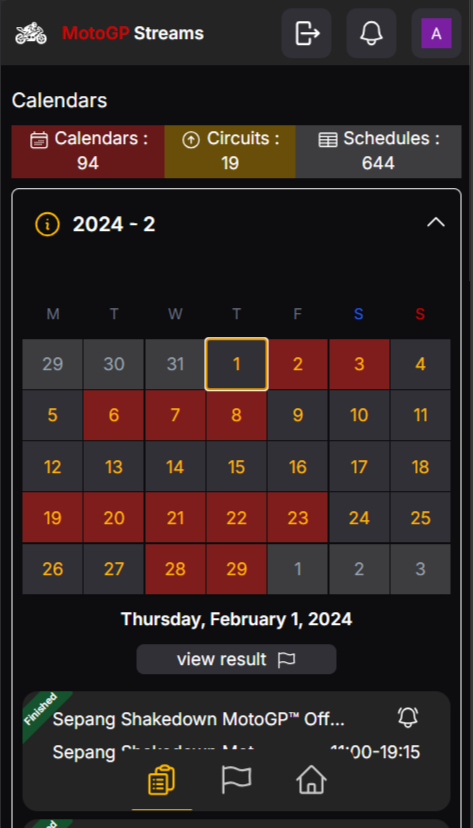 MotoGP Streams
A
Calendars
Calendars : 94
Circuits : 19
Schedules : 644
2024 - 2
M T W T F S S
29 30 31 1 2 3 4
5 6 7 8 9 10 11
12 13 14 15 16 17 18
19 20 21 22 23 24 25
26 27 28 29 1 2 3
Thursday, February 1, 2024
view result
Finished
Sepang Shakedown MotoGP™ Off...
Sepang 11:00-19:15